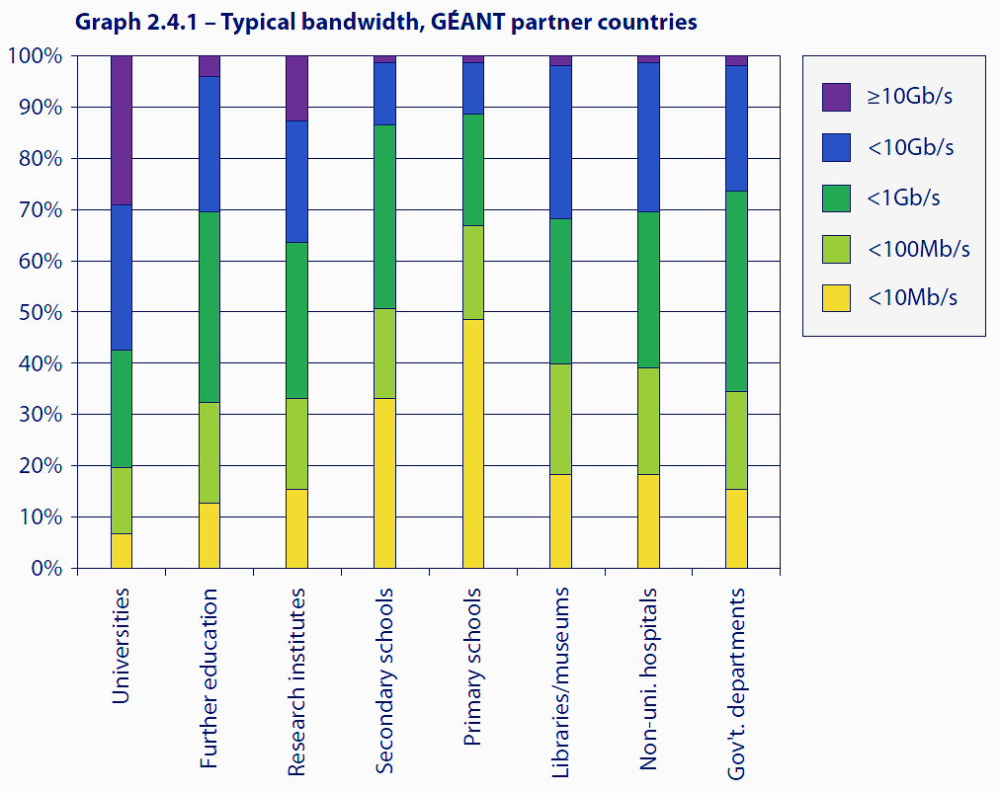 Graph 2.4.1 – Typical bandwidth, GÉANT partner countries
100%
90%
80%
70%
60%
50%
40%
30%
20%
10%
0%
Universities
Further education
Research institutes
Secondary schools
Primary schools
Libraries/museums
Non-uni. hospitals
Gov't. departments
≥10Gb/s
<10Gb/s
<1Gb/s
<100Mb/s
<10Mb/s